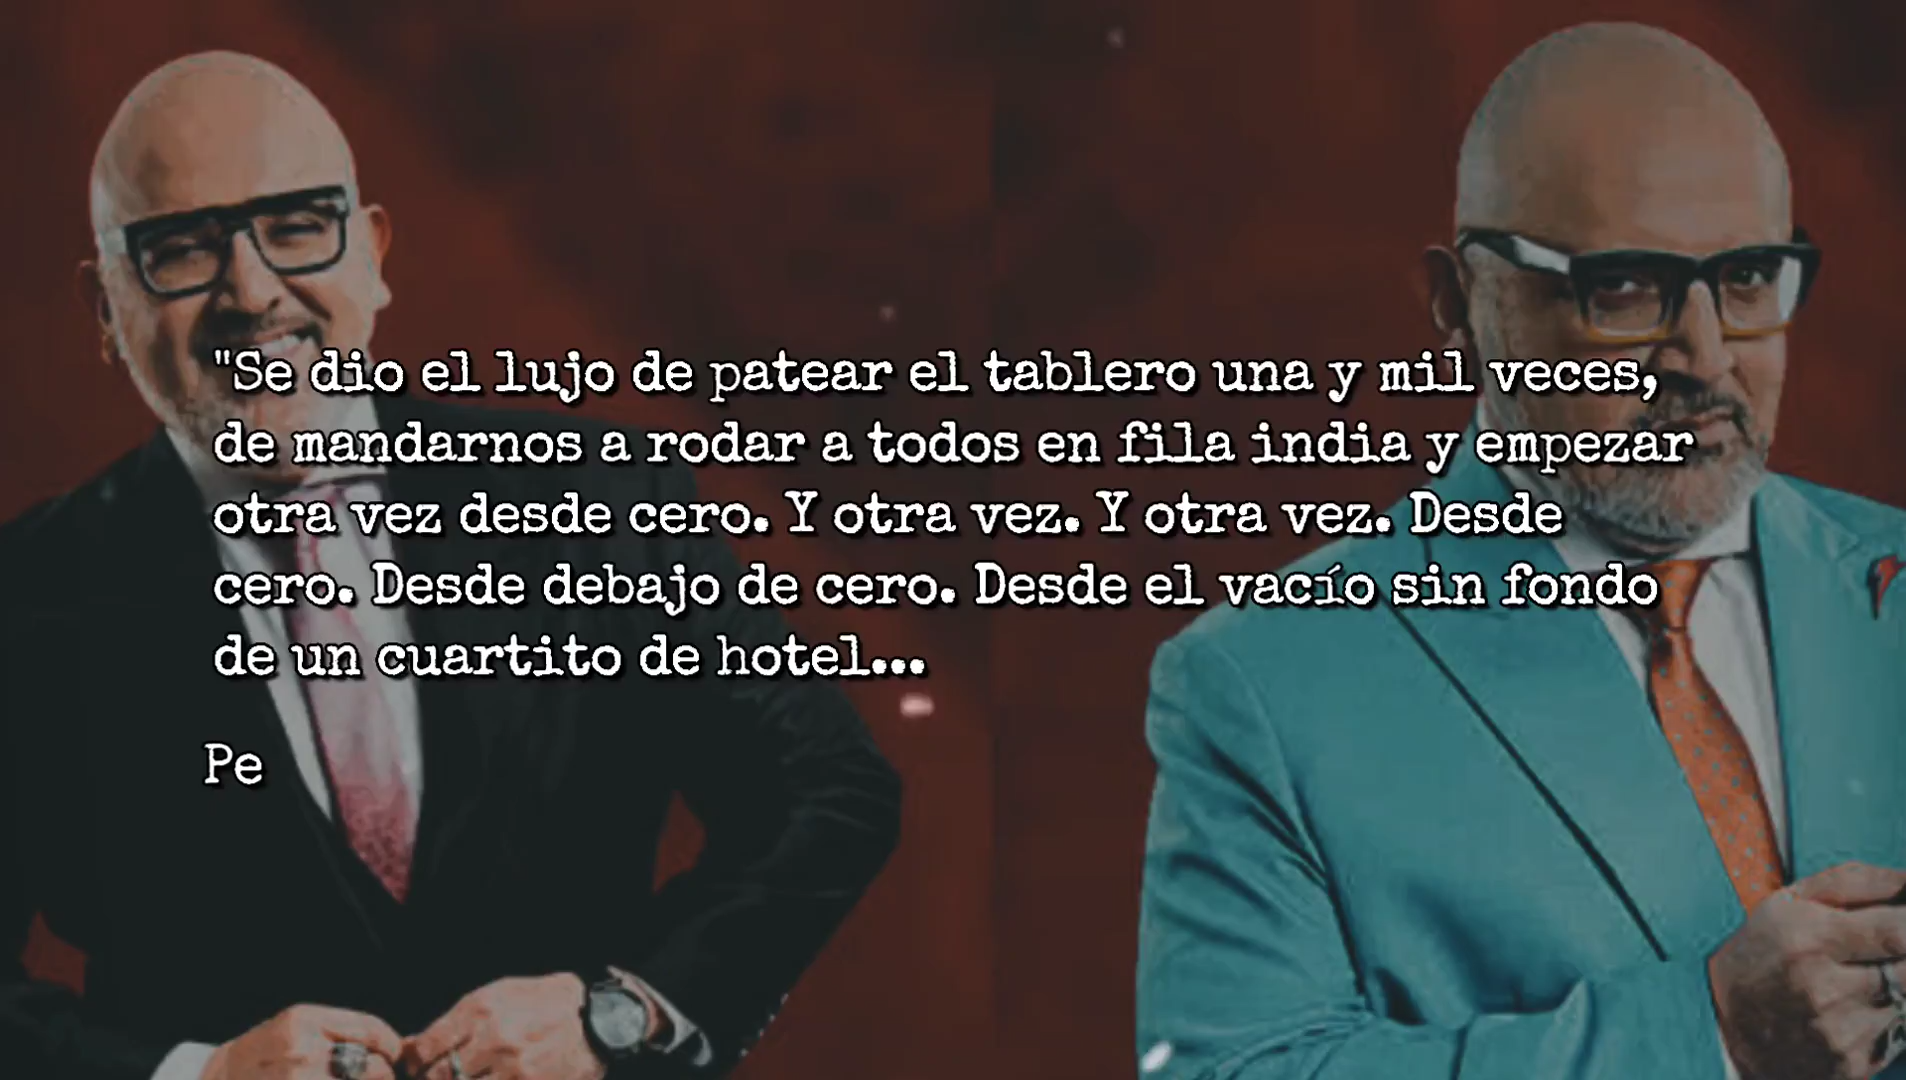 "Se dio el lujo de patear el tablero una y mil veces,
de mandarnos a rodar a todos en fila india y empezar
otra vez desde cero. Y otra vez. Y otra vez. Desde
cero. Desde debajo de cero. Desde el vacío sin fondo
de un cuartito de hotel...
Pe